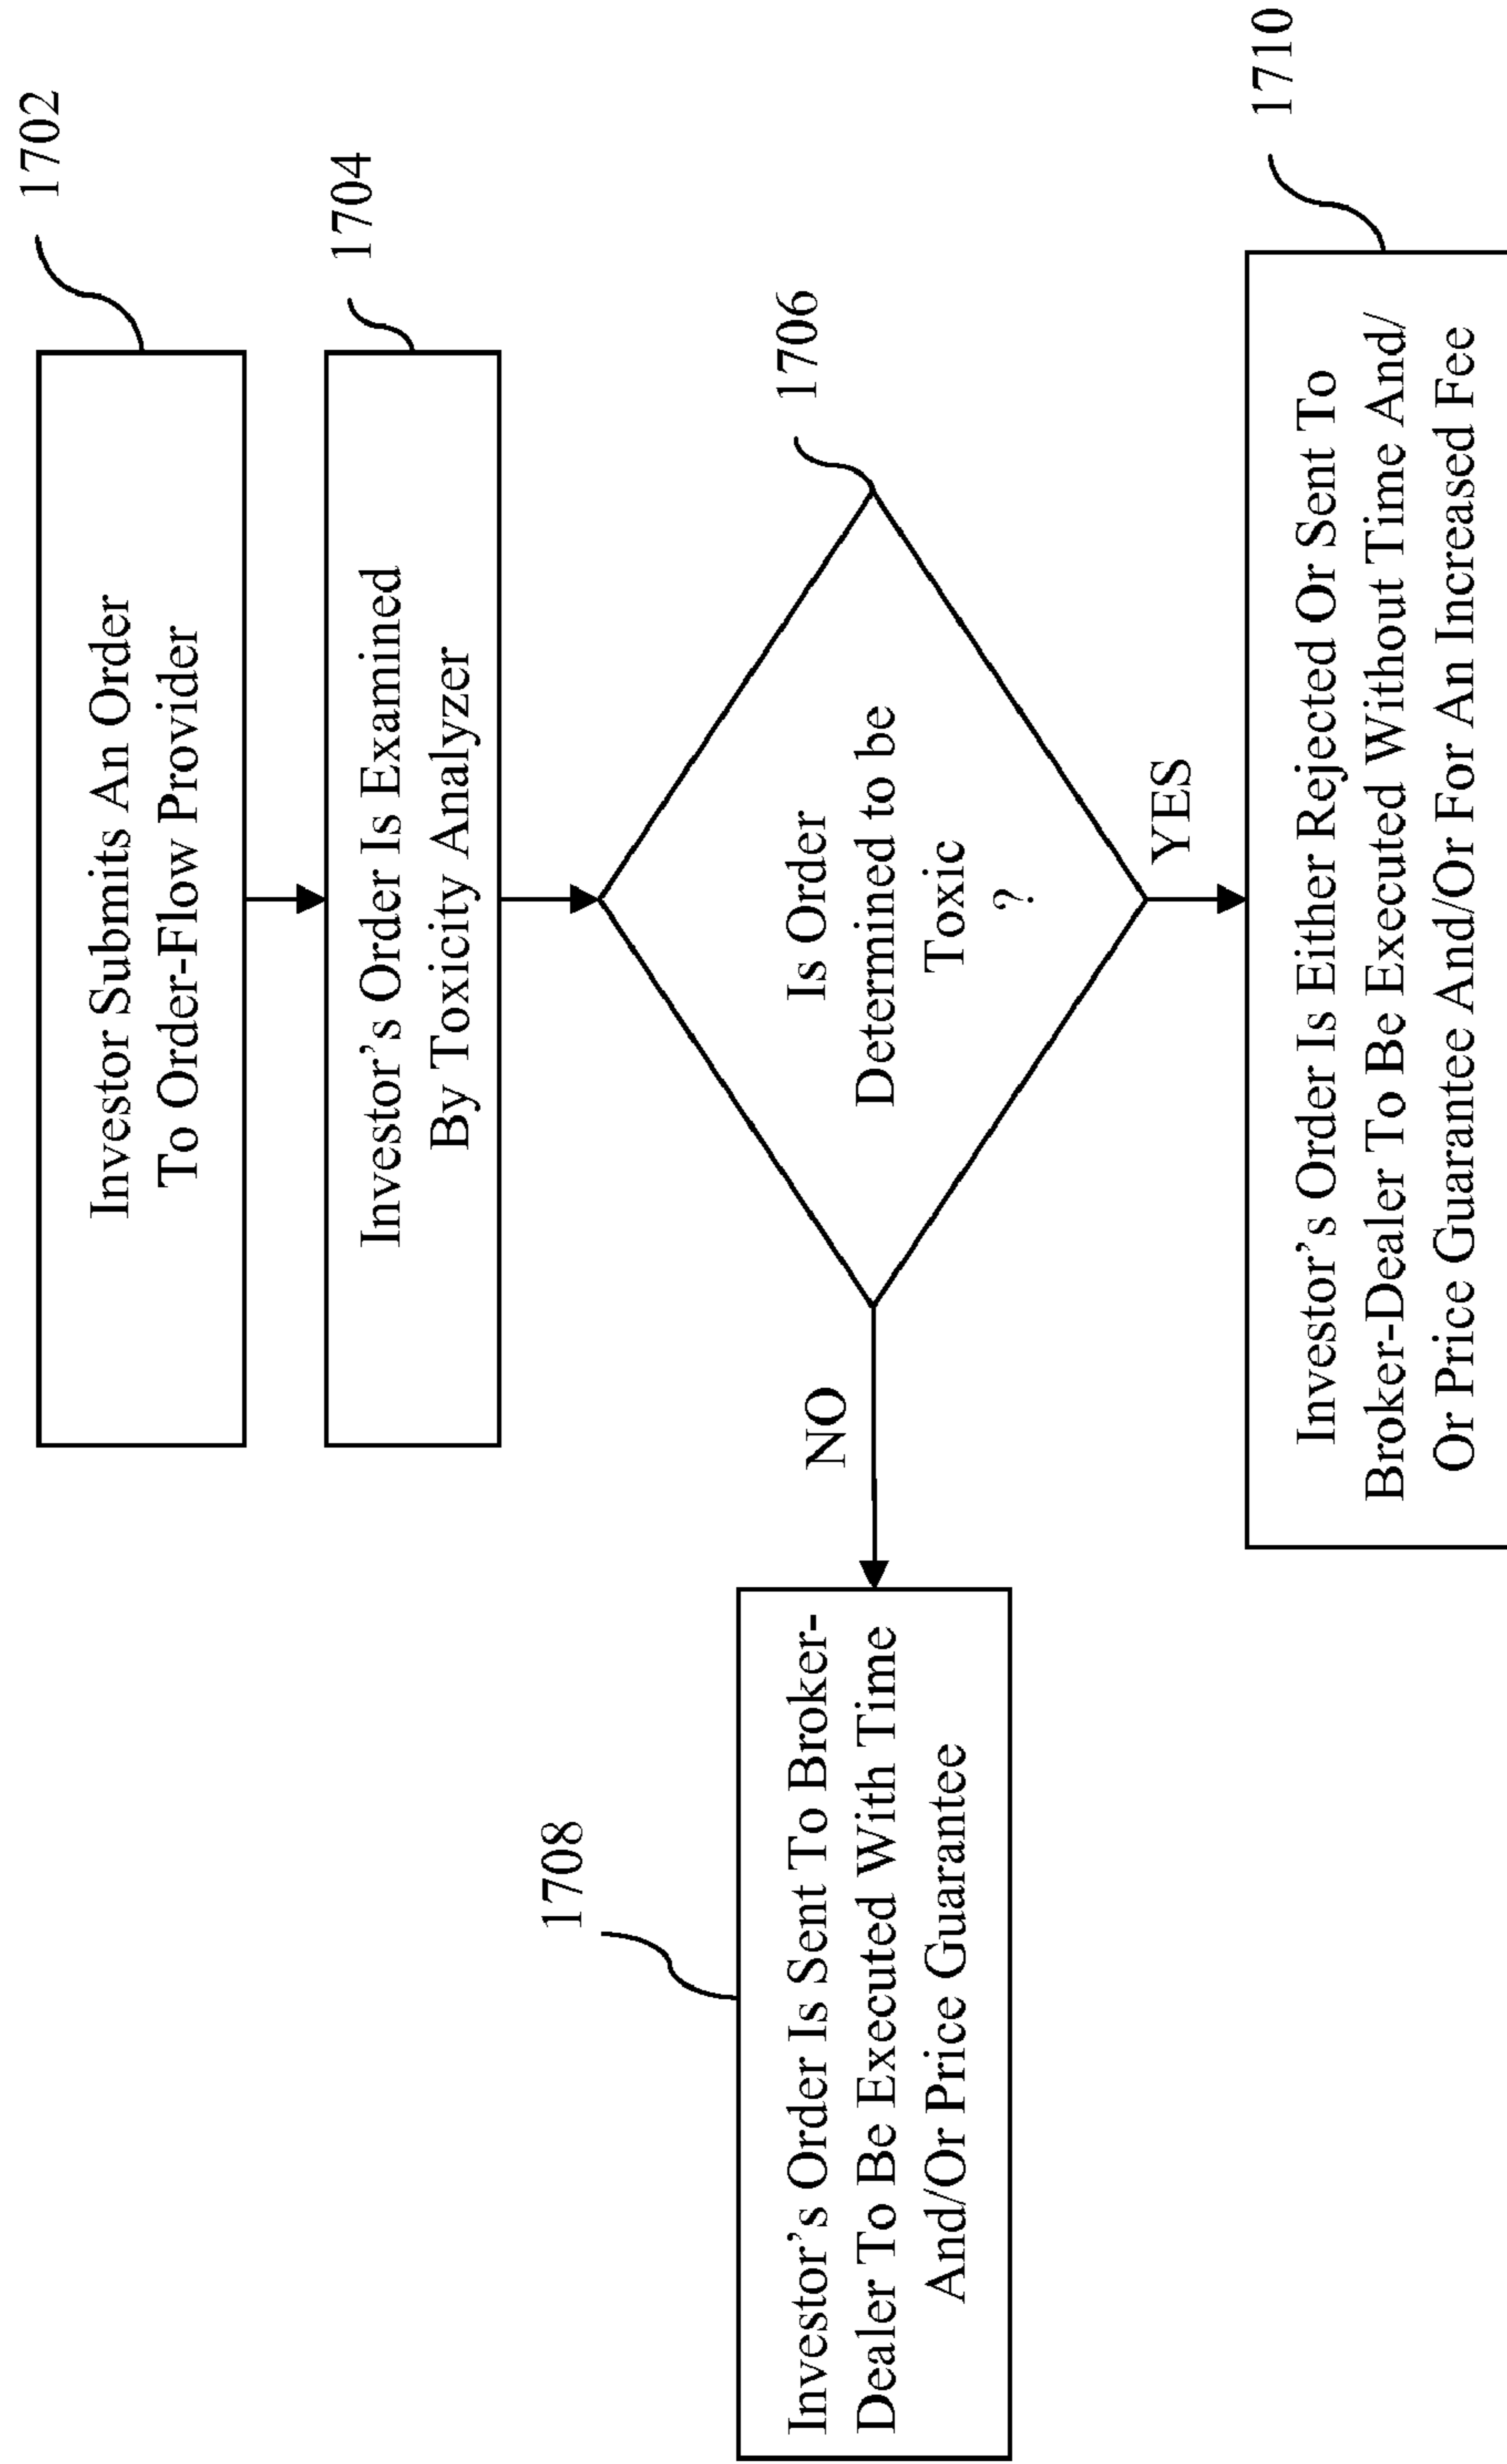 1702
Investor Submits An Order
To Order-Flow Provider
1704
Investor's Order Is Examined
By Toxicity Analyzer
1706
Is Order
Determined to be
Toxic
?
NO
YES
1708
Investor's Order Is Sent To Broker-
Dealer To Be Executed With Time
And/Or Price Guarantee
1710
Investor's Order Is Either Rejected Or Sent To
Broker-Dealer To Be Executed Without Time And/
Or Price Guarantee And/Or For An Increased Fee